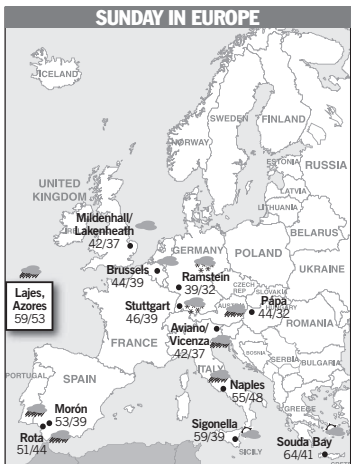 SUNDAY IN EUROPE
ICELAND
SWEDEN
FINLAND
NORWAY
ESTONIA
RUSSIA
LATVIA
LITHUANIA
UNITED
KINGDOM
Mildenhall/
Lakenheath
42/37
BELARUS
GERMANY
POLAND
Brussels
44/39
Ramstein
39/32
UKRAINE
Lajes,
Azores
59/53
CZECH
REP
SLOVAKIA
Stuttgart
46/39
AUSTRIA
Pápa
44/32
HUNGARY
Aviano/
Vicenza
42/37
ROMANIA
FRANCE
BOSNIA
SERBIA
BULGARIA
ITALY
PORTUGAL
SPAIN
Naples
55/48
Morón
53/39
GREECE
Sigonella
59/39
Rota
51/44
SICILY
Souda Bay
64/41